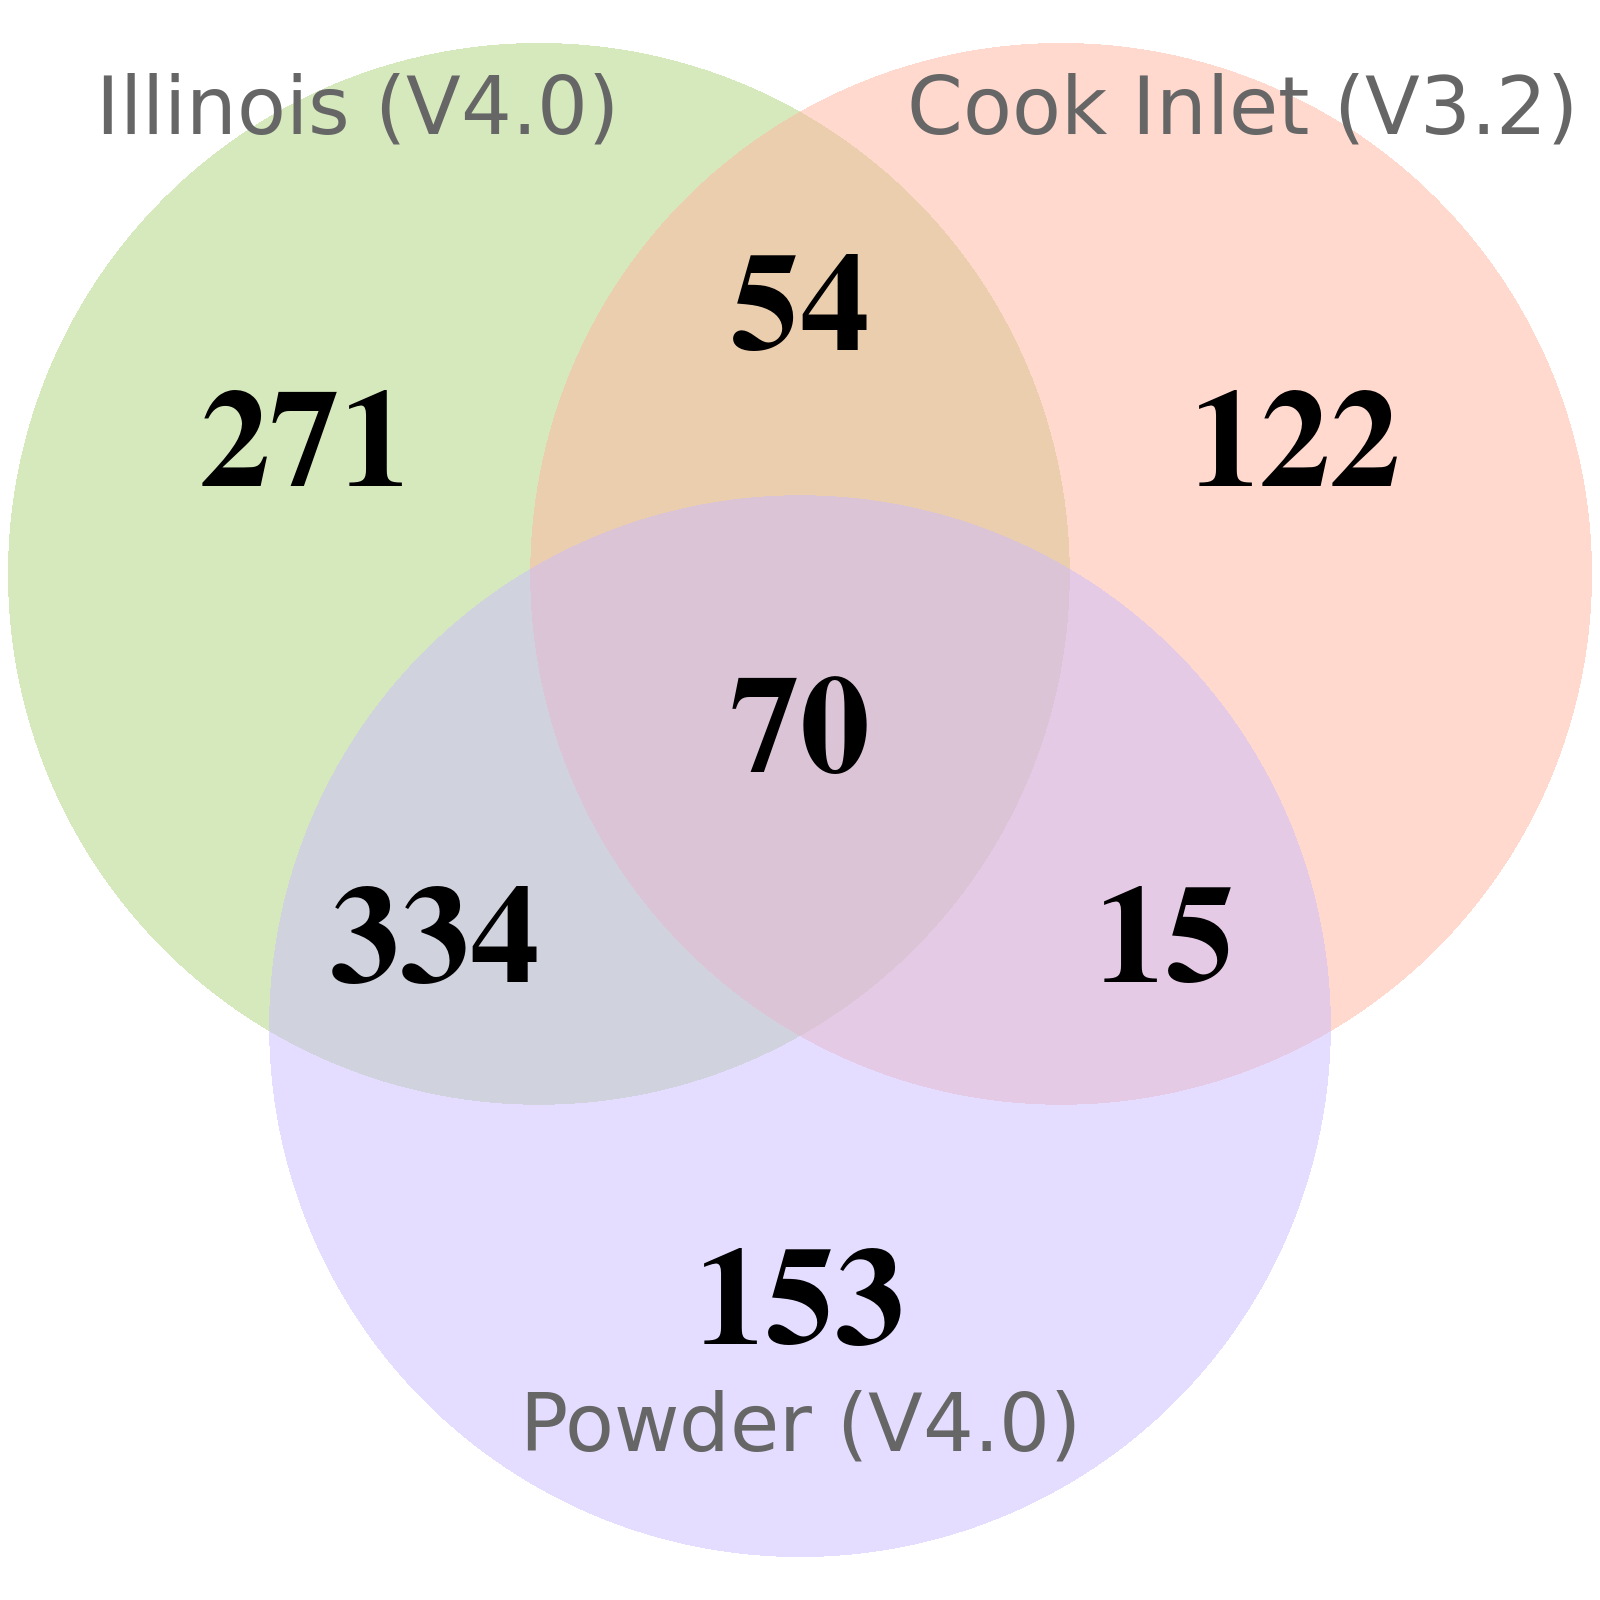 Illinois (V4.0)
Cook Inlet (V3.2)
54
271
122
70
334
15
153
Powder (V4.0)